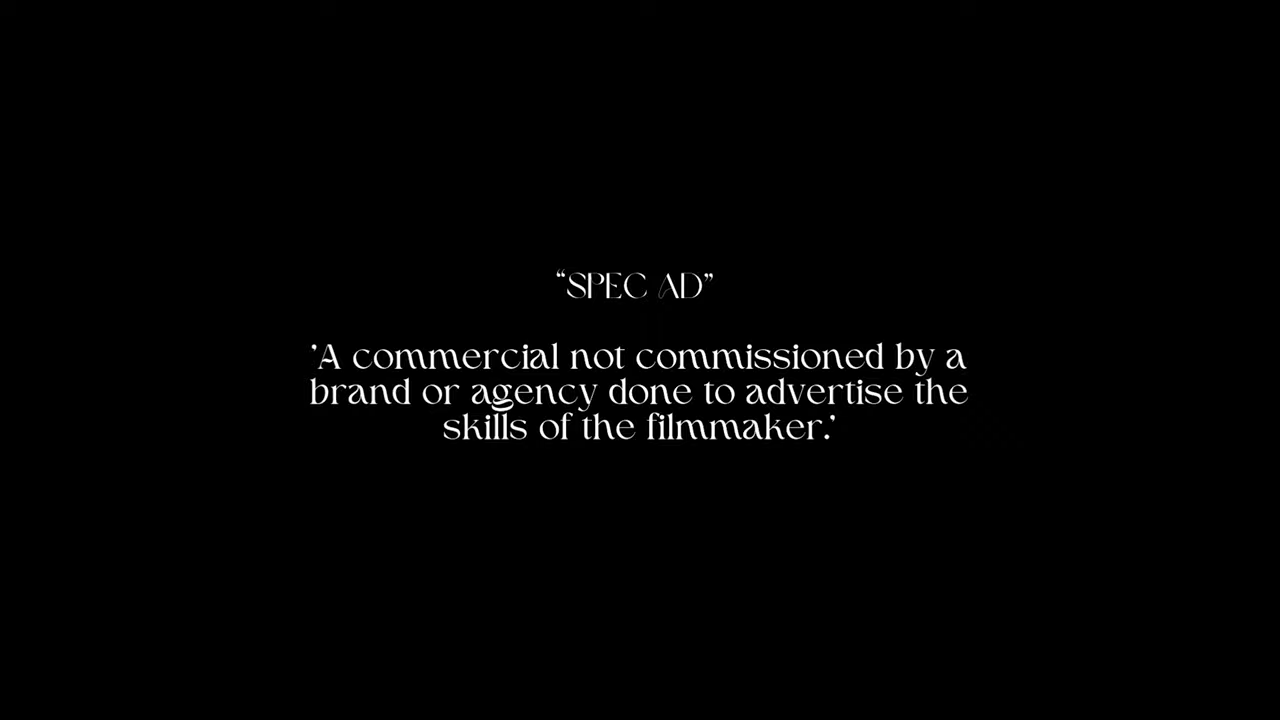 “SPEC AD”
’A commercial not commissioned by a
brand or agency done to advertise the
skills of the filmmaker.’